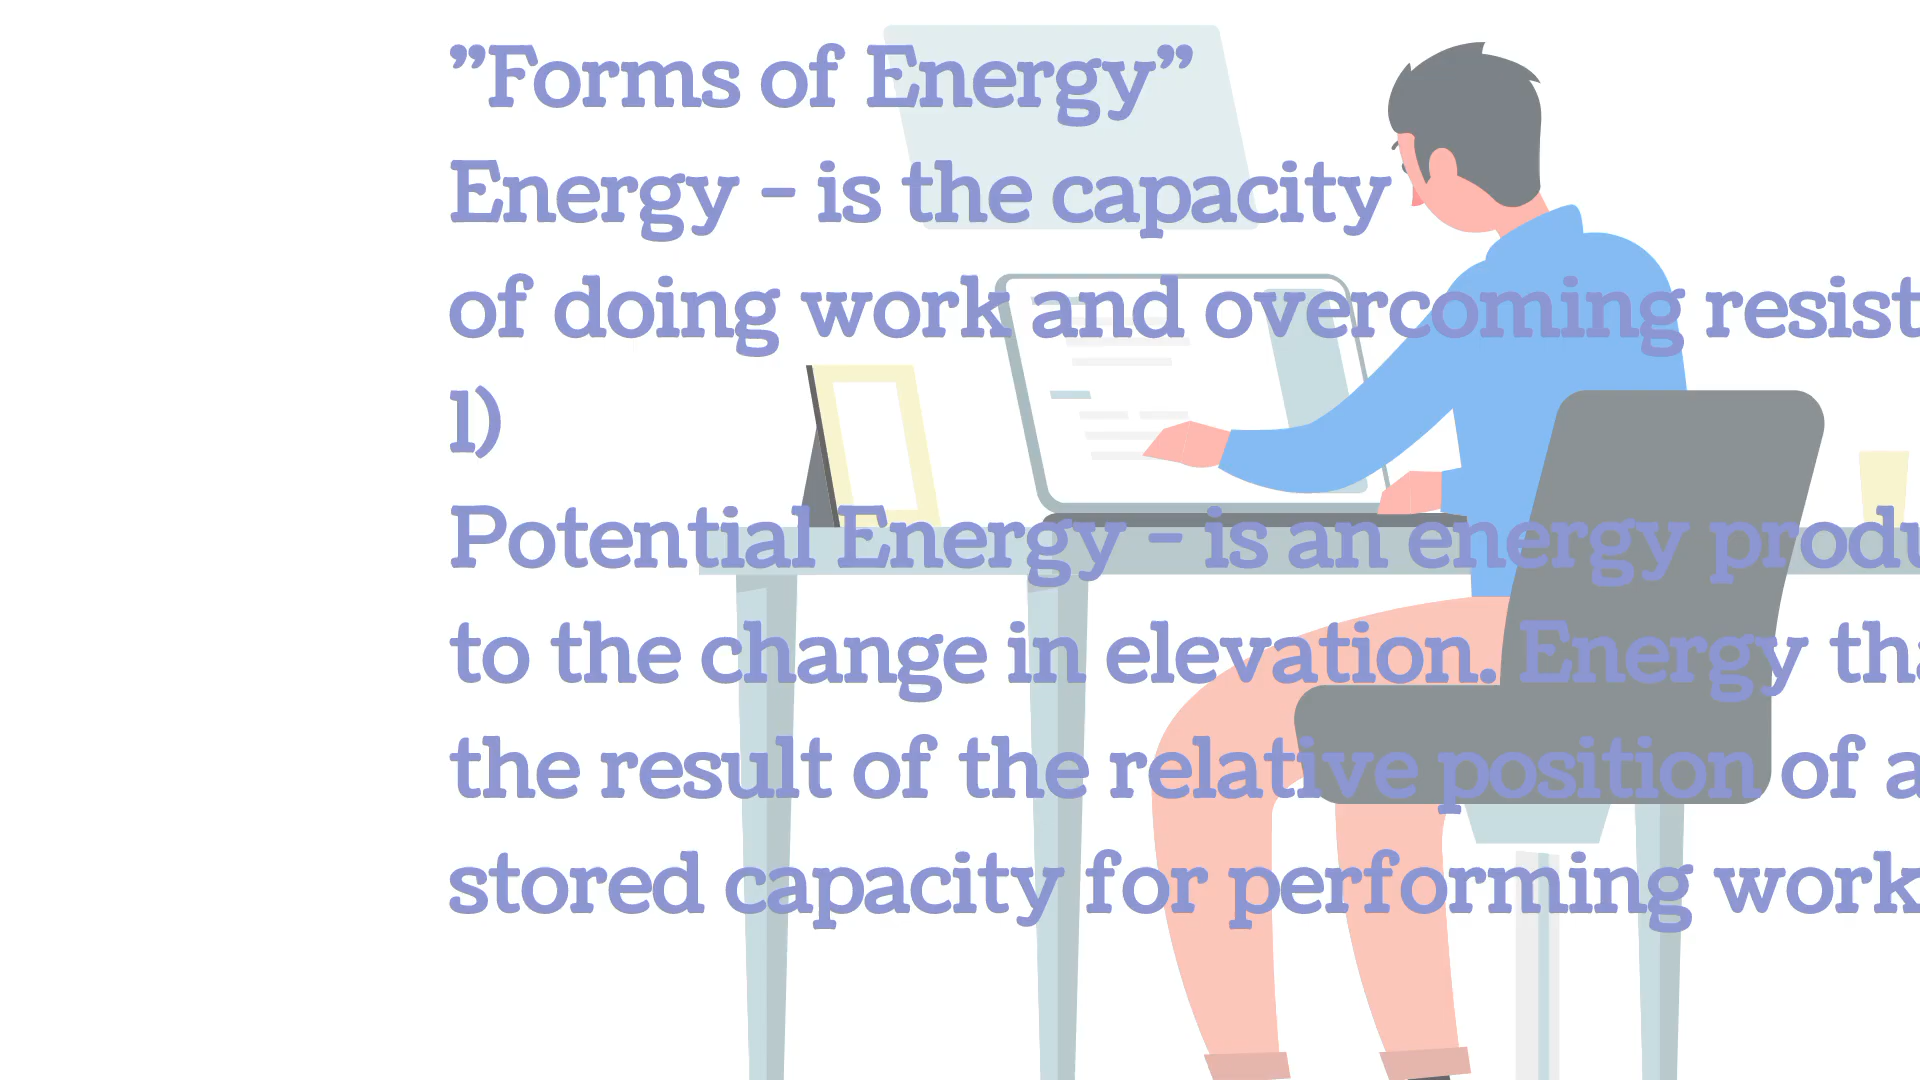 ”Forms of Energy”
Energy - is the capacity
of doing work and overcoming resist
1)
Potential Energy - is an energy produ
to the change in elevation. Energy tha
the result of the relative position of a
stored capacity for performing work